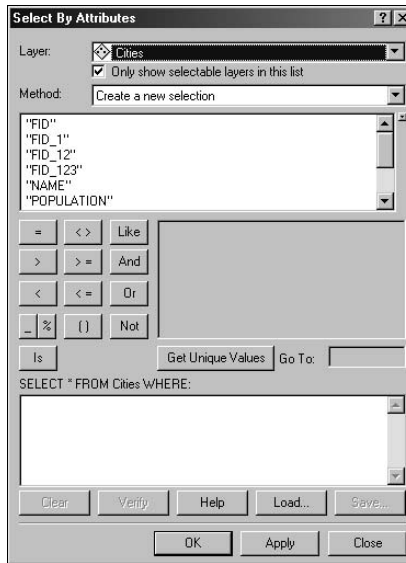 Select By Attributes
? ×
Layer: Cities
Only show selectable layers in this list
Method: Create a new selection
"FID"
"FID_1"
"FID_12"
"FID_123"
"NAME"
"POPULATION"
= < > Like
> > = And
< < = Or
_ % ( ) Not
Is Get Unique Values Go To:
SELECT * FROM Cities WHERE:
Clear Verify Help Load... Save...
OK Apply Close